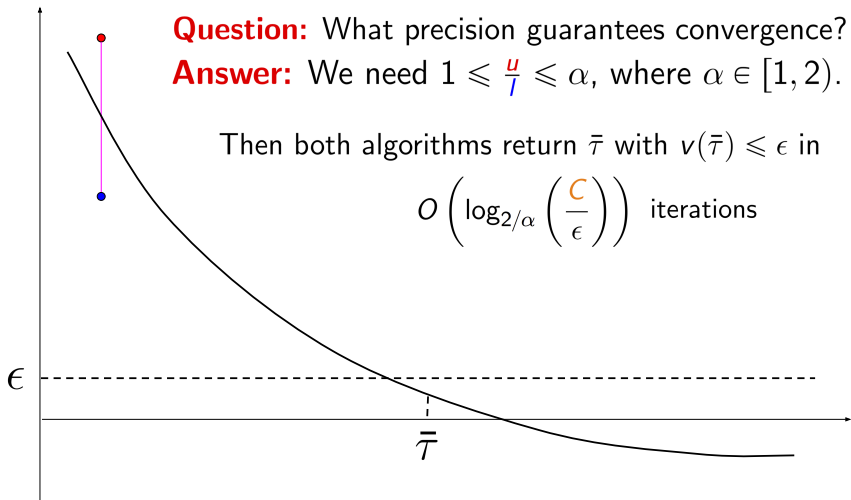 Question: What precision guarantees convergence?
Answer: We need 1 ⩽ u/l ⩽ α, where α ∈ [1, 2).
Then both algorithms return τ̄ with v(τ̄) ⩽ ϵ in
O(log_{2/α}(C/ϵ)) iterations
ϵ
τ̄